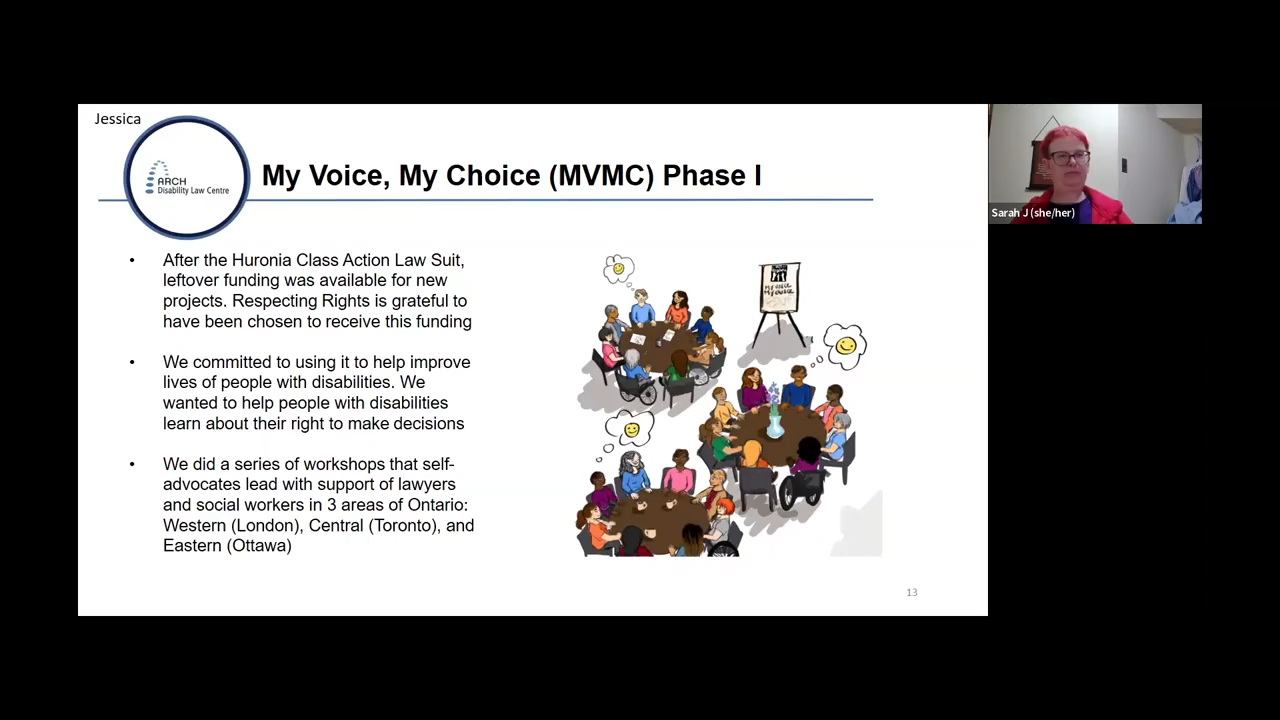 Jessica
ARCH
Disability Law Centre
My Voice, My Choice (MVMC) Phase I
• After the Huronia Class Action Law Suit,
leftover funding was available for new
projects. Respecting Rights is grateful to
have been chosen to receive this funding
• We committed to using it to help improve
lives of people with disabilities. We
wanted to help people with disabilities
learn about their right to make decisions
• We did a series of workshops that self-
advocates lead with support of lawyers
and social workers in 3 areas of Ontario:
Western (London), Central (Toronto), and
Eastern (Ottawa)
13
Sarah J (she/her)